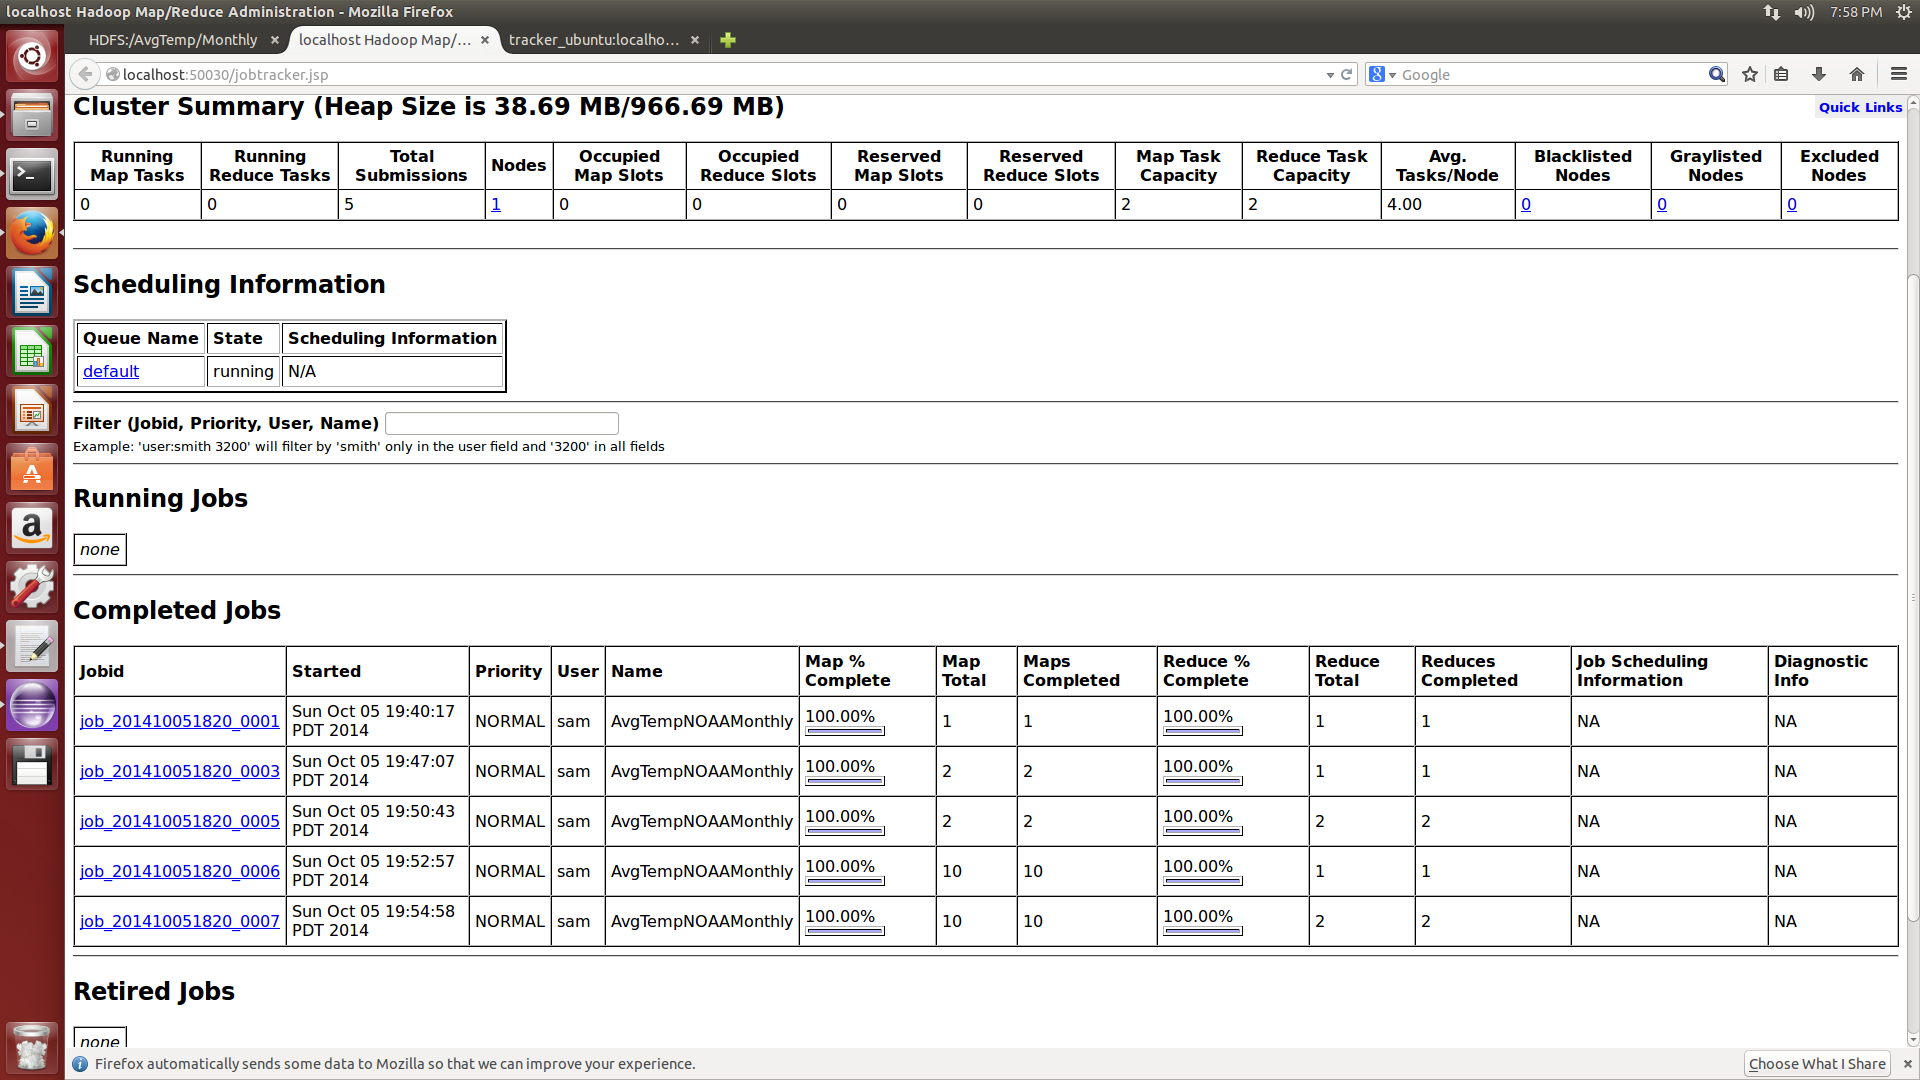 localhost Hadoop Map/Reduce Administration - Mozilla Firefox
7:58 PM
HDFS:/AvgTemp/Monthly
localhost Hadoop Map/...
tracker_ubuntu:localho...
localhost:50030/jobtracker.jsp
Google
Cluster Summary (Heap Size is 38.69 MB/966.69 MB)
Quick Links
Running Map Tasks Running Reduce Tasks Total Submissions Nodes Occupied Map Slots Occupied Reduce Slots Reserved Map Slots Reserved Reduce Slots Map Task Capacity Reduce Task Capacity Avg. Tasks/Node Blacklisted Nodes Graylisted Nodes Excluded Nodes
0 0 5 1 0 0 0 0 2 2 4.00 0 0 0
Scheduling Information
Queue Name State Scheduling Information
default running N/A
Filter (Jobid, Priority, User, Name)
Example: 'user:smith 3200' will filter by 'smith' only in the user field and '3200' in all fields
Running Jobs
none
Completed Jobs
Jobid Started Priority User Name Map % Complete Map Total Maps Completed Reduce % Complete Reduce Total Reduces Completed Job Scheduling Information Diagnostic Info
job_201410051820_0001 Sun Oct 05 19:40:17 PDT 2014 NORMAL sam AvgTempNOAAMonthly 100.00% 1 1 100.00% 1 1 NA NA
job_201410051820_0003 Sun Oct 05 19:47:07 PDT 2014 NORMAL sam AvgTempNOAAMonthly 100.00% 2 2 100.00% 1 1 NA NA
job_201410051820_0005 Sun Oct 05 19:50:43 PDT 2014 NORMAL sam AvgTempNOAAMonthly 100.00% 2 2 100.00% 2 2 NA NA
job_201410051820_0006 Sun Oct 05 19:52:57 PDT 2014 NORMAL sam AvgTempNOAAMonthly 100.00% 10 10 100.00% 1 1 NA NA
job_201410051820_0007 Sun Oct 05 19:54:58 PDT 2014 NORMAL sam AvgTempNOAAMonthly 100.00% 10 10 100.00% 2 2 NA NA
Retired Jobs
none
Firefox automatically sends some data to Mozilla so that we can improve your experience.
Choose What I Share